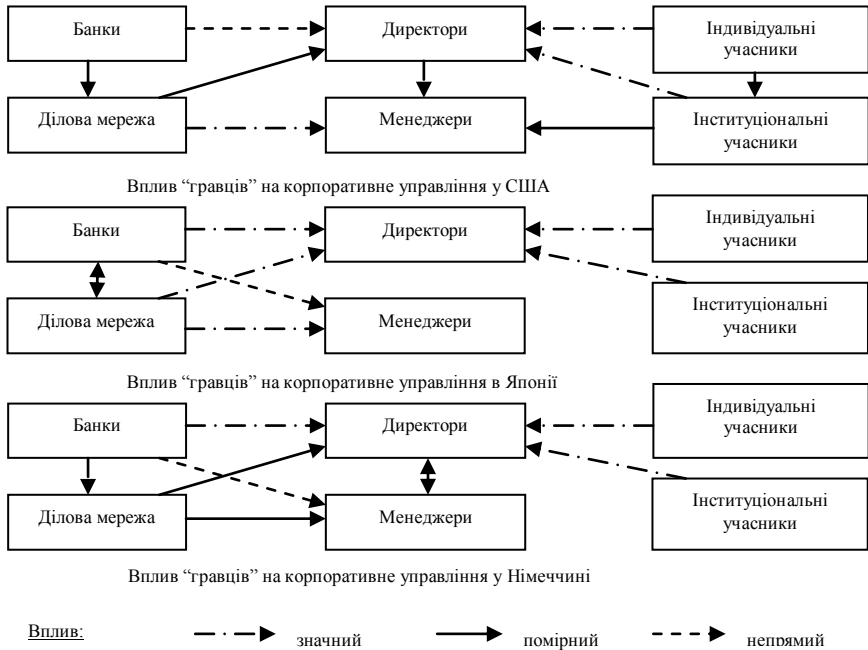 Банки
Директори
Індивідуальні
учасники
Ділова мережа
Менеджери
Інституціональні
учасники
Вплив “гравців” на корпоративне управління у США
Банки
Директори
Індивідуальні
учасники
Ділова мережа
Менеджери
Інституціональні
учасники
Вплив “гравців” на корпоративне управління в Японії
Банки
Директори
Індивідуальні
учасники
Ділова мережа
Менеджери
Інституціональні
учасники
Вплив “гравців” на корпоративне управління у Німеччині
Вплив: значний помірний непрямий